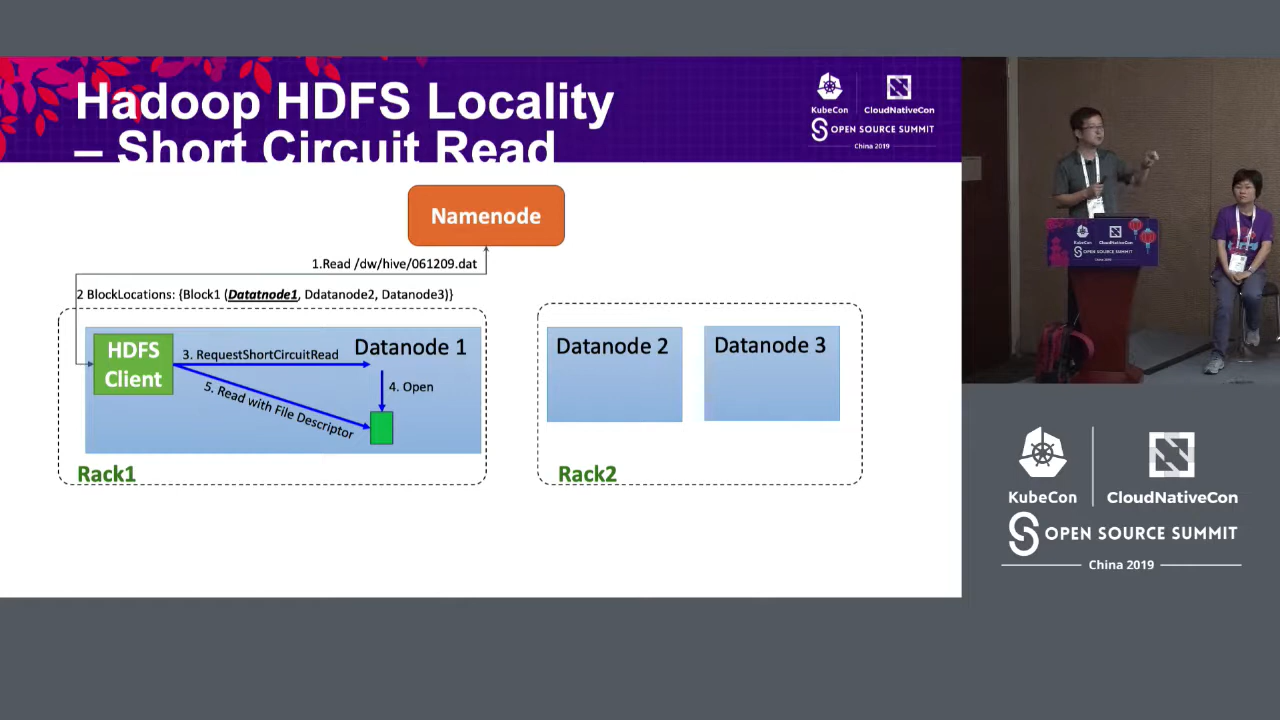 Hadoop HDFS Locality
– Short Circuit Read
KubeCon
CloudNativeCon
OPEN SOURCE SUMMIT
China 2019
Namenode
1.Read /dw/hive/061209.dat
2 BlockLocations: {Block1 (Datatnode1, Ddatanode2, Datanode3)}
HDFS
Client
3. RequestShortCircuitRead
Datanode 1
4. Open
5. Read with File Descriptor
Rack1
Datanode 2
Datanode 3
Rack2
KubeCon
CloudNativeCon
OPEN SOURCE SUMMIT
China 2019